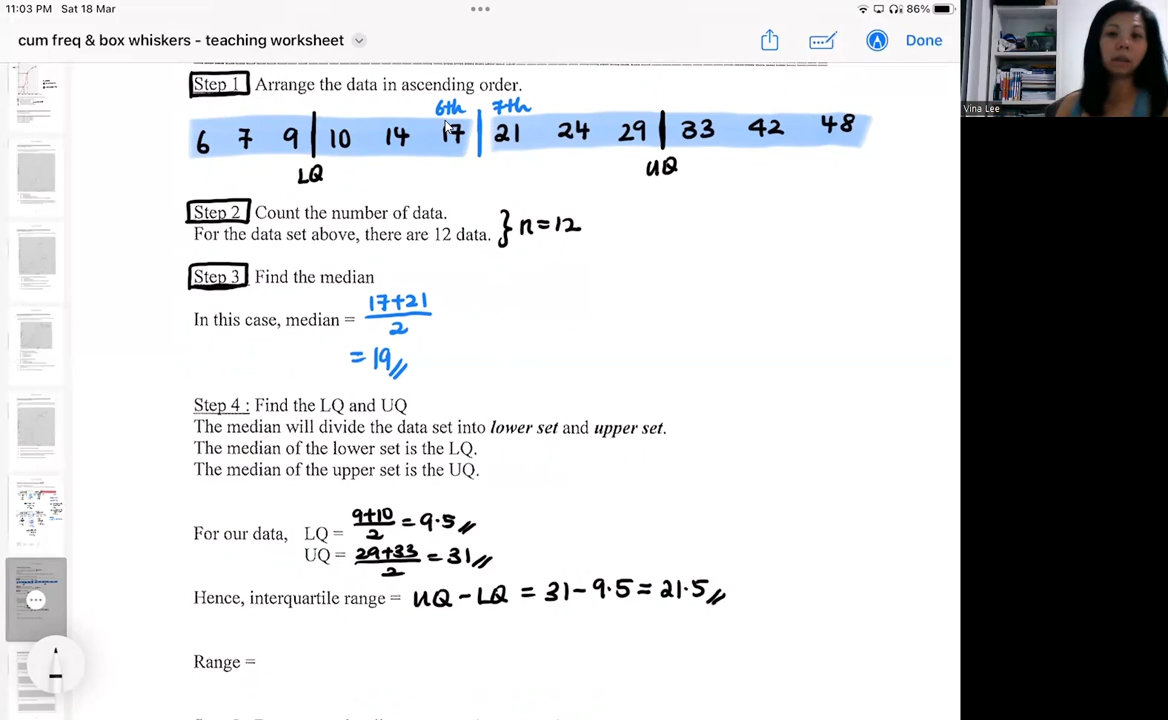 11:03 PM Sat 18 Mar
86%
cum freq & box whiskers - teaching worksheet
Done
Vina Lee
Step 1 Arrange the data in ascending order.
6th 7th
6 7 9 | 10 14 17 | 21 24 29 | 33 42 48
LQ UQ
Step 2 Count the number of data.
For the data set above, there are 12 data. } n=12
Step 3 Find the median
In this case, median = 17+21
2
= 19
Step 4 : Find the LQ and UQ
The median will divide the data set into lower set and upper set.
The median of the lower set is the LQ.
The median of the upper set is the UQ.
For our data, LQ = 9+10/2 = 9.5
UQ = 29+33/2 = 31
Hence, interquartile range = UQ - LQ = 31 - 9.5 = 21.5
Range =